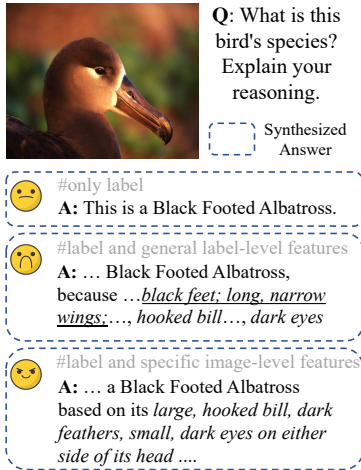 Q: What is this
bird's species?
Explain your
reasoning.
Synthesized
Answer
#only label
A: This is a Black Footed Albatross.
#label and general label-level features
A: … Black Footed Albatross,
because …black feet; long, narrow
wings;…, hooked bill…, dark eyes
#label and specific image-level features
A: … a Black Footed Albatross
based on its large, hooked bill, dark
feathers, small, dark eyes on either
side of its head ….